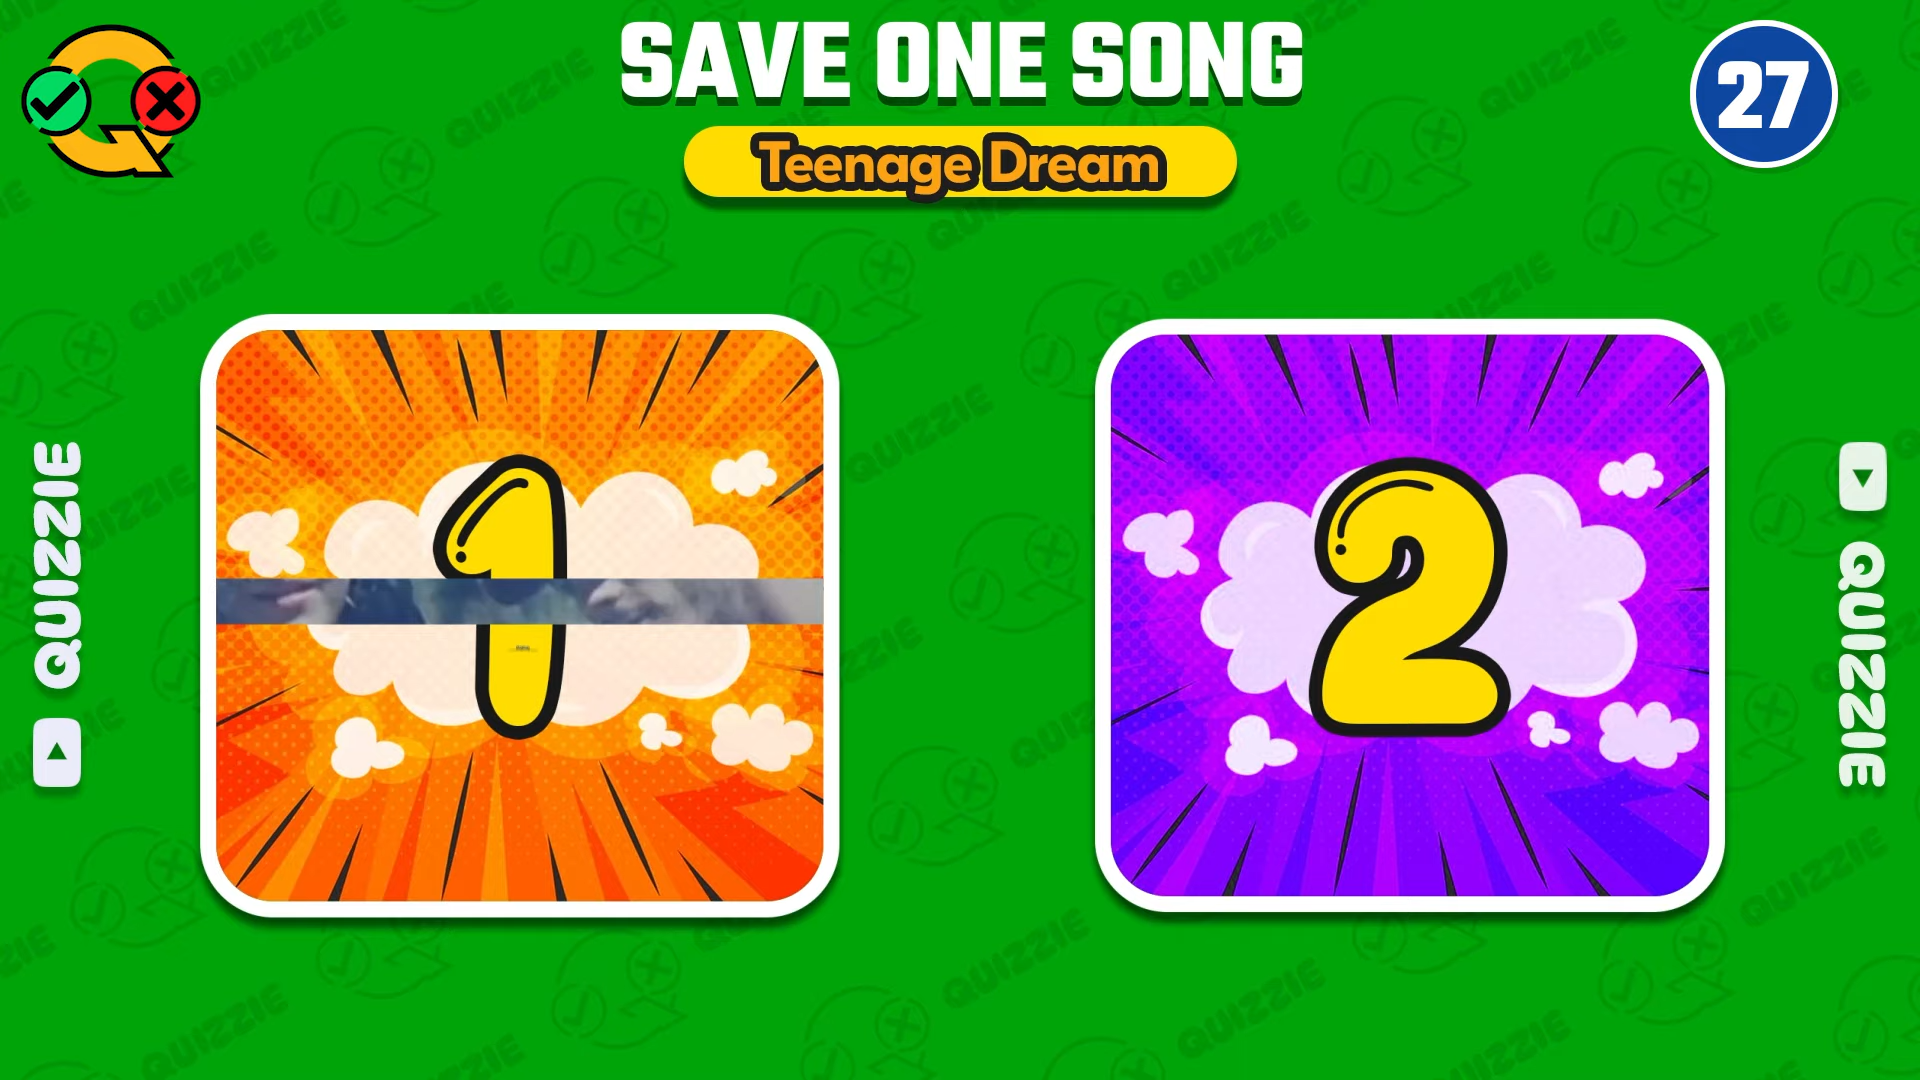 SAVE ONE SONG
27
Teenage Dream
1
2
QUIZZIE
QUIZZIE